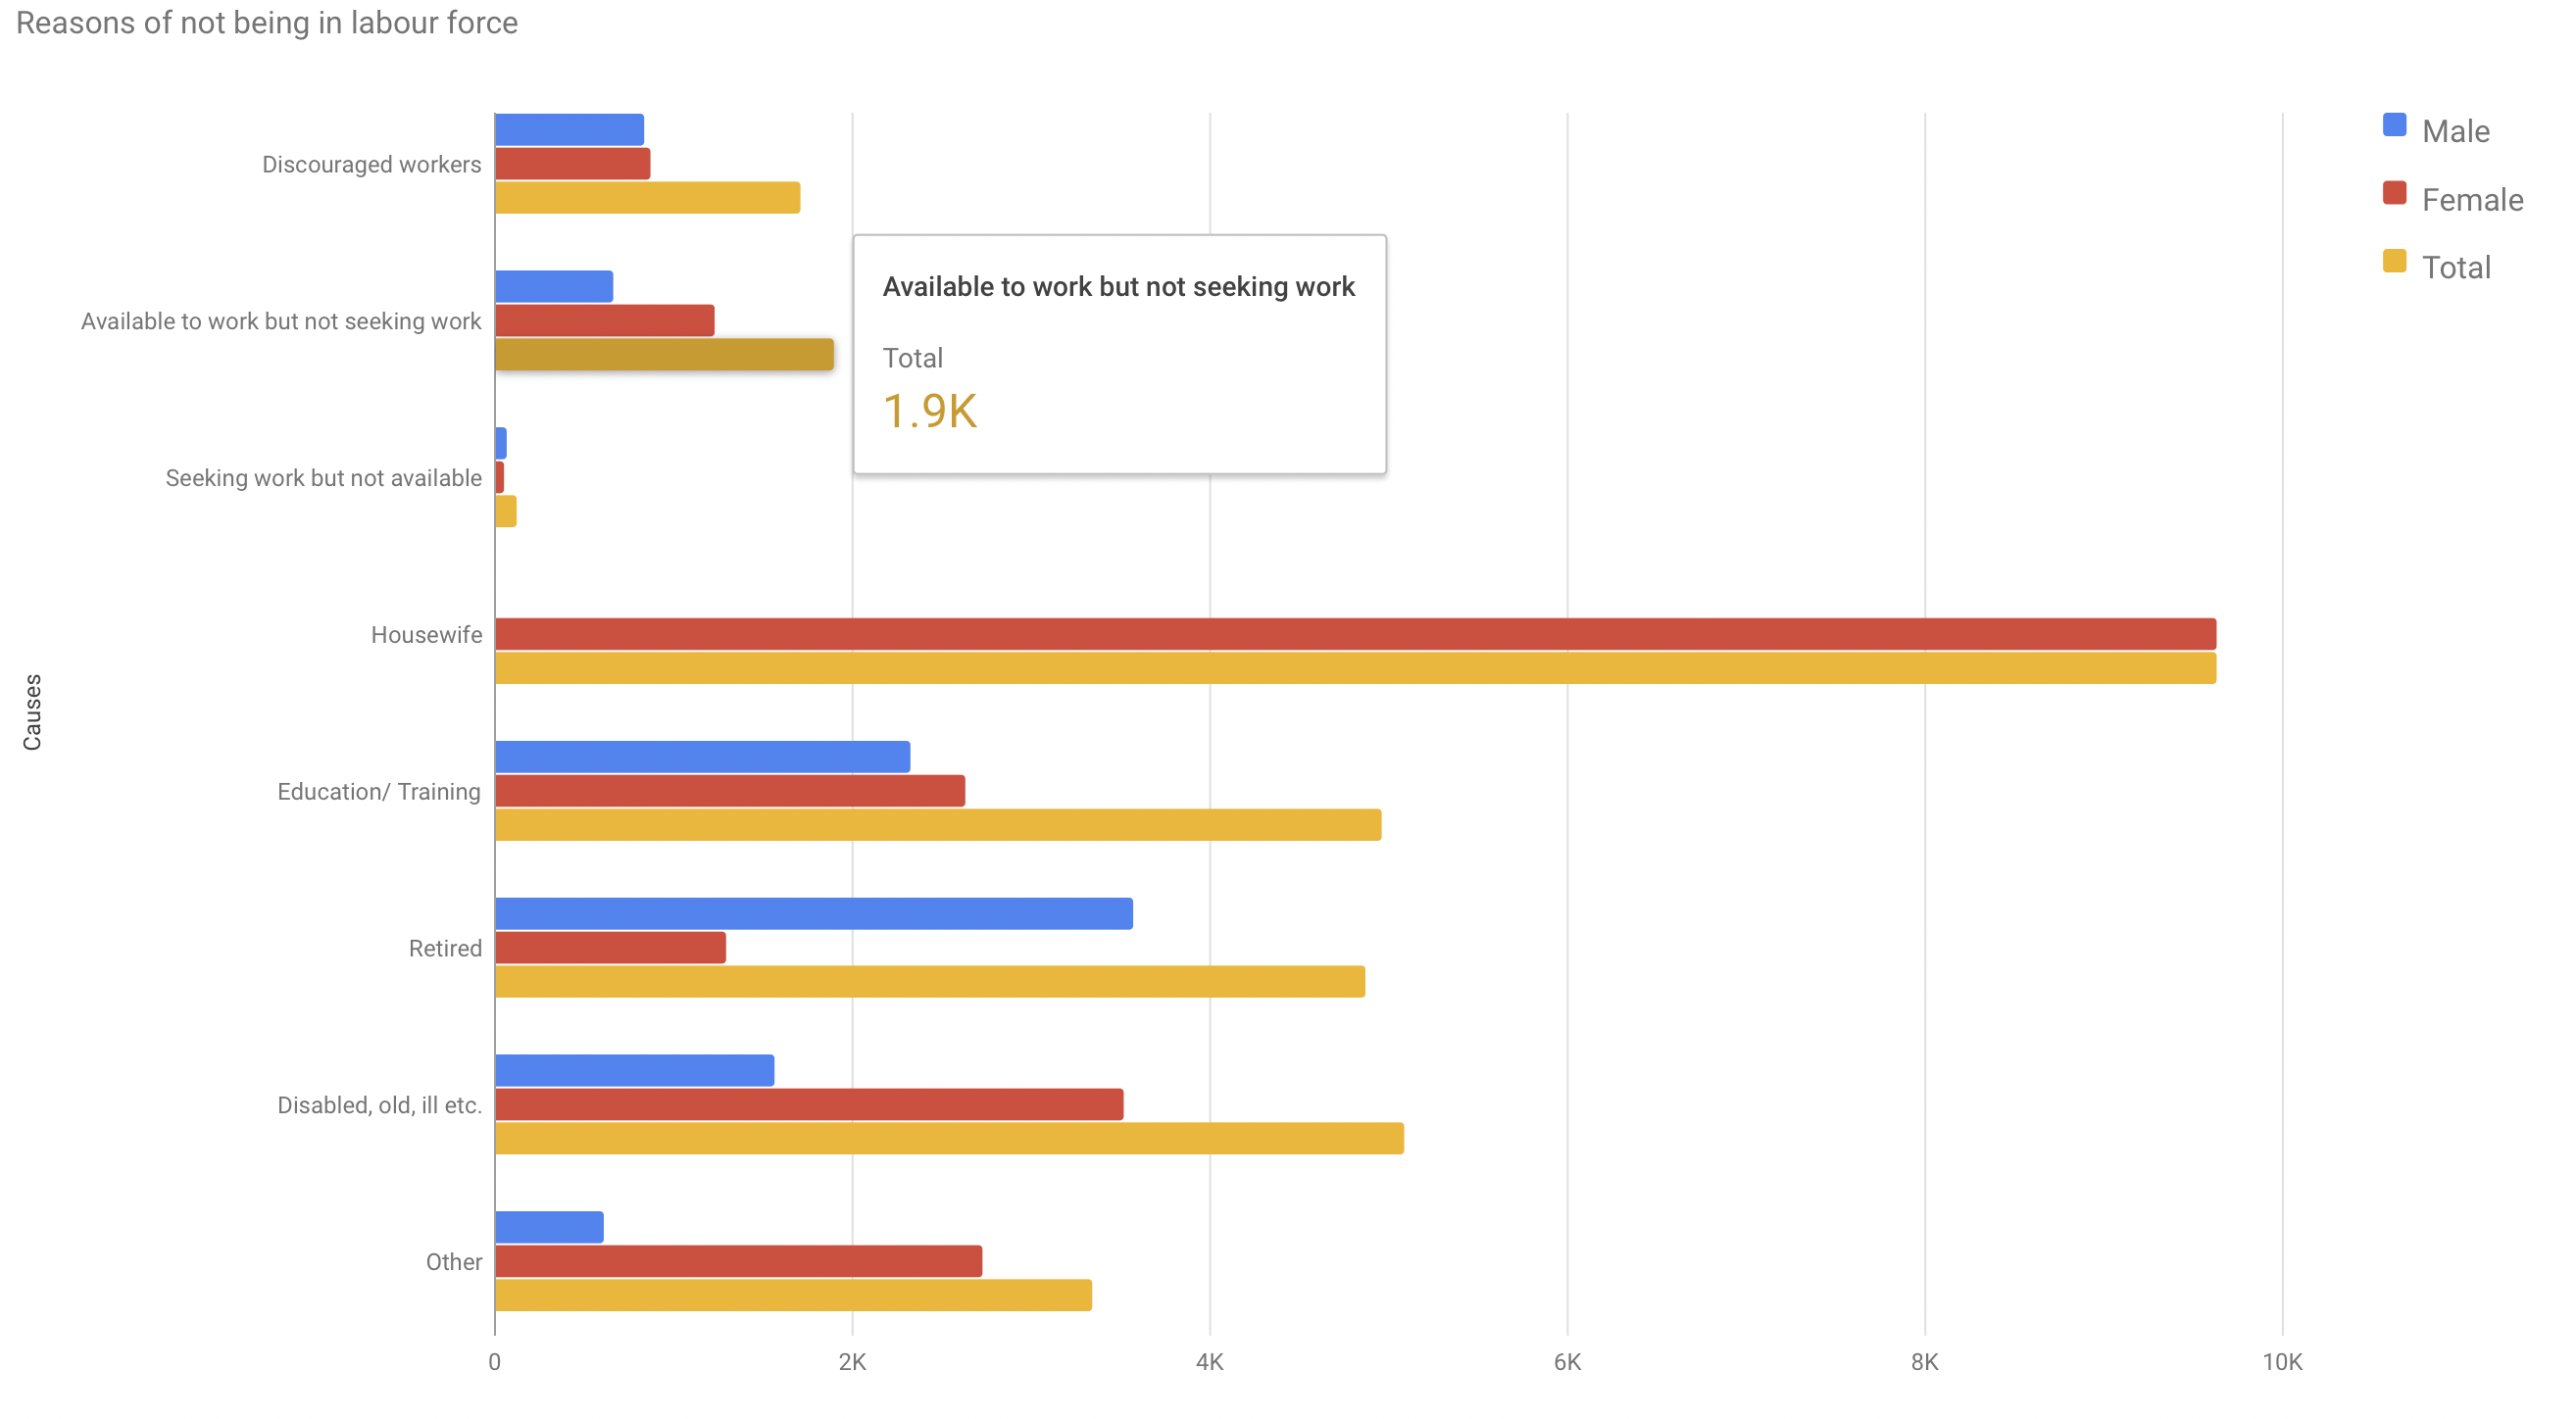 Reasons of not being in labour force
Male
Female
Total
Discouraged workers
Available to work but not seeking work
Available to work but not seeking work
Total
1.9K
Seeking work but not available
Housewife
Causes
Education/ Training
Retired
Disabled, old, ill etc.
Other
0 2K 4K 6K 8K 10K